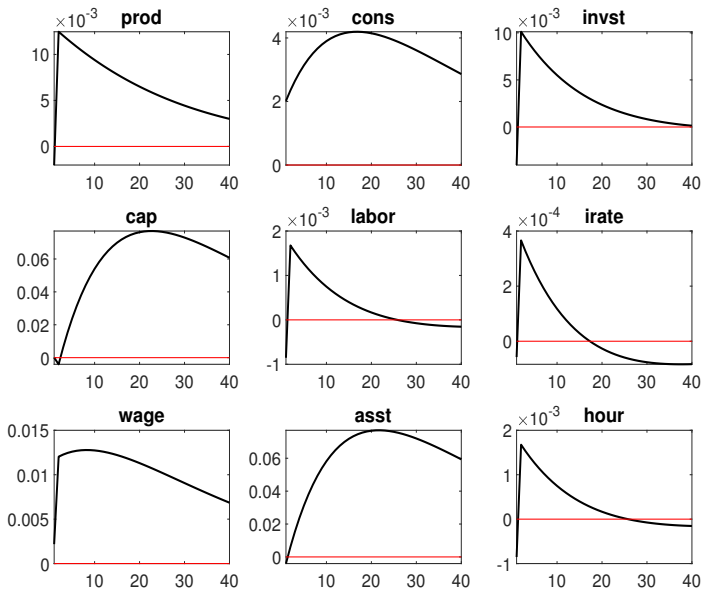 ×10⁻³ prod
10
5
0
10 20 30 40
×10⁻³ cons
4
2
0
10 20 30 40
×10⁻³ invst
10
5
0
10 20 30 40
cap
0.06
0.04
0.02
0
10 20 30 40
×10⁻³ labor
2
1
0
-1
10 20 30 40
×10⁻⁴ irate
4
2
0
10 20 30 40
wage
0.015
0.01
0.005
0
10 20 30 40
asst
0.06
0.04
0.02
0
10 20 30 40
×10⁻³ hour
2
1
0
-1
10 20 30 40